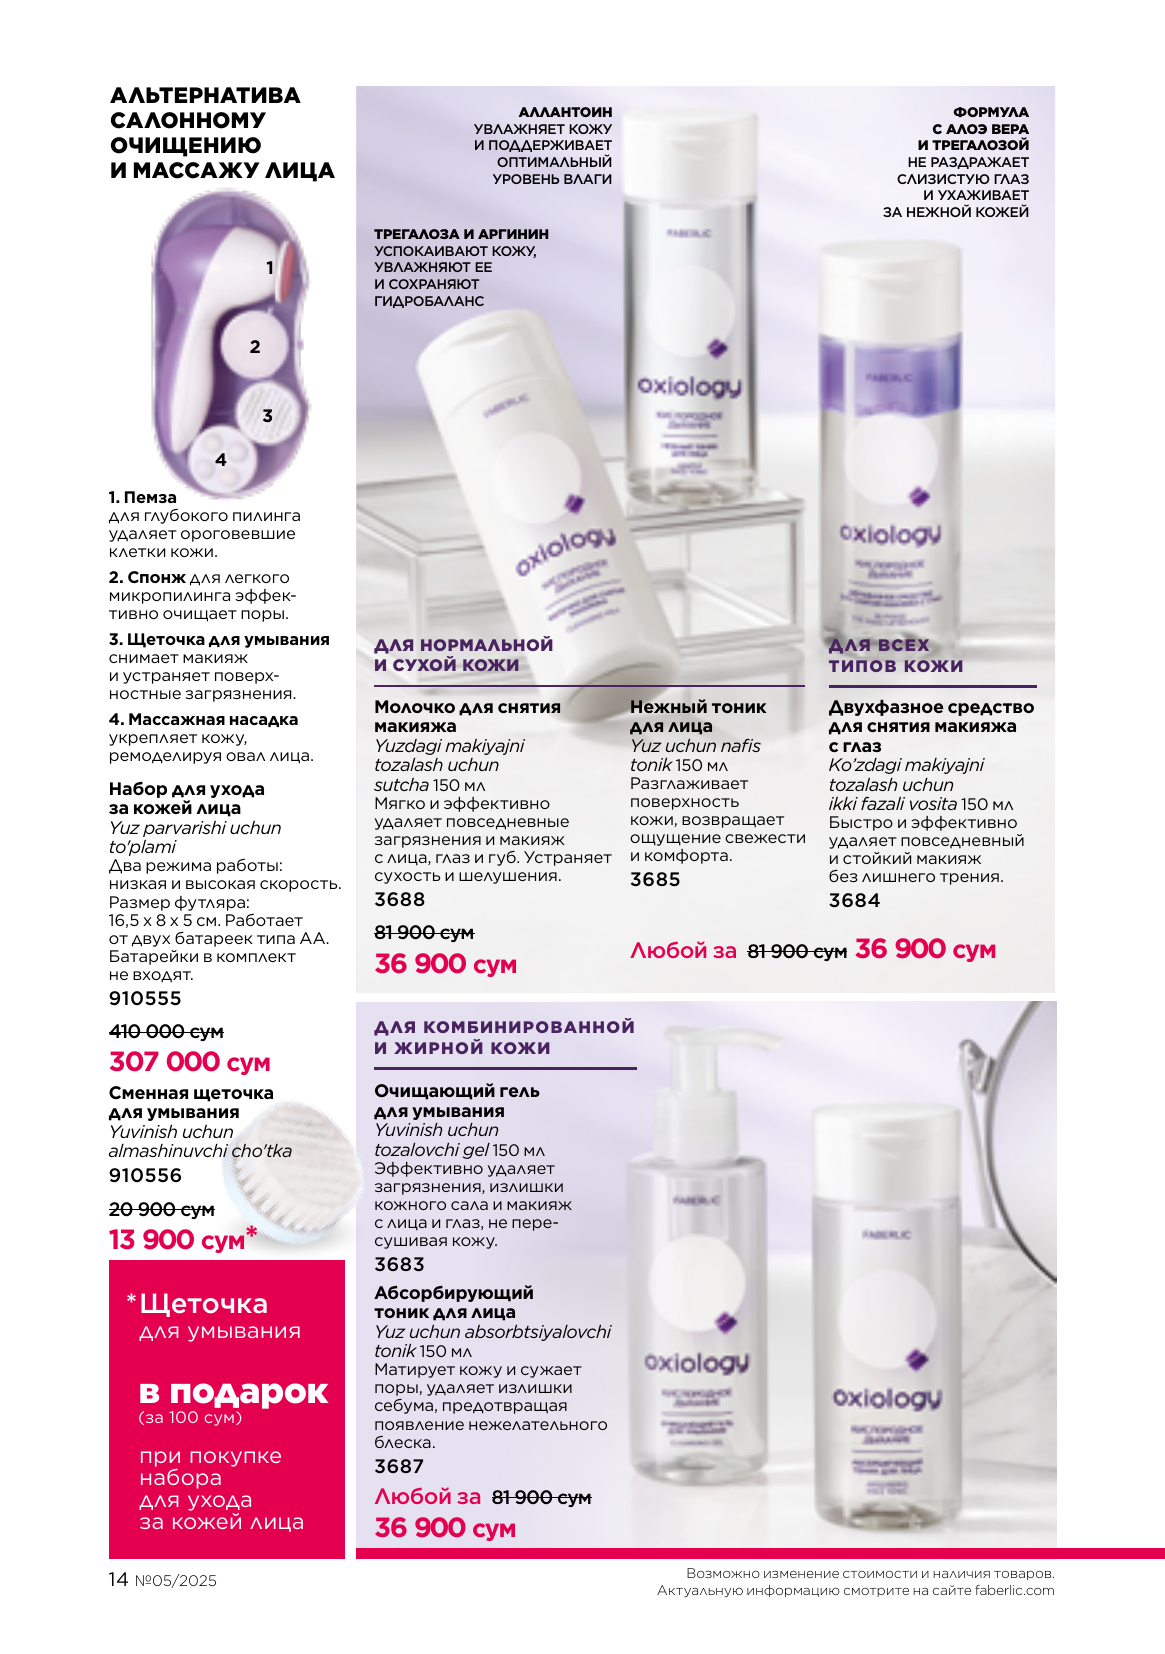 АЛЬТЕРНАТИВА
САЛОННОМУ
ОЧИЩЕНИЮ
И МАССАЖУ ЛИЦА
1
2
3
4
1. Пемза
для глубокого пилинга
удаляет ороговевшие
клетки кожи.
2. Спонж для легкого
микропилинга эффек-
тивно очищает поры.
3. Щеточка для умывания
снимает макияж
и устраняет поверх-
ностные загрязнения.
4. Массажная насадка
укрепляет кожу,
ремоделируя овал лица.
Набор для ухода
за кожей лица
Yuz parvarishi uchun
to'plami
Два режима работы:
низкая и высокая скорость.
Размер футляра:
16,5 х 8 х 5 см. Работает
от двух батареек типа АА.
Батарейки в комплект
не входят.
910555
410 000 сум
307 000 сум
Сменная щеточка
для умывания
Yuvinish uchun
almashinuvchi cho'tka
910556
20 900 сум
13 900 сум*
*Щеточка
для умывания
в подарок
(за 100 сум)
при покупке
набора
для ухода
за кожей лица
АЛЛАНТОИН
УВЛАЖНЯЕТ КОЖУ
И ПОДДЕРЖИВАЕТ
ОПТИМАЛЬНЫЙ
УРОВЕНЬ ВЛАГИ
ФОРМУЛА
С АЛОЭ ВЕРА
И ТРЕГАЛОЗОЙ
НЕ РАЗДРАЖАЕТ
СЛИЗИСТУЮ ГЛАЗ
И УХАЖИВАЕТ
ЗА НЕЖНОЙ КОЖЕЙ
ТРЕГАЛОЗА И АРГИНИН
УСПОКАИВАЮТ КОЖУ,
УВЛАЖНЯЮТ ЕЕ
И СОХРАНЯЮТ
ГИДРОБАЛАНС
FABERLIC
oxiology
КИСЛОРОДНОЕ
ДЫХАНИЕ
FABERLIC
oxiology
КИСЛОРОДНОЕ
ДЫХАНИЕ
FABERLIC
oxiology
КИСЛОРОДНОЕ
ДЫХАНИЕ
ДЛЯ НОРМАЛЬНОЙ
И СУХОЙ КОЖИ
Молочко для снятия
макияжа
Yuzdagi makiyajni
tozalash uchun
sutcha 150 мл
Мягко и эффективно
удаляет повседневные
загрязнения и макияж
с лица, глаз и губ. Устраняет
сухость и шелушения.
3688
81 900 сум
36 900 сум
Нежный тоник
для лица
Yuz uchun nafis
tonik 150 мл
Разглаживает
поверхность
кожи, возвращает
ощущение свежести
и комфорта.
3685
ДЛЯ ВСЕХ
ТИПОВ КОЖИ
Двухфазное средство
для снятия макияжа
с глаз
Ko'zdagi makiyajni
tozalash uchun
ikki fazali vosita 150 мл
Быстро и эффективно
удаляет повседневный
и стойкий макияж
без лишнего трения.
3684
Любой за 81 900 сум 36 900 сум
ДЛЯ КОМБИНИРОВАННОЙ
И ЖИРНОЙ КОЖИ
Очищающий гель
для умывания
Yuvinish uchun
tozalovchi gel 150 мл
Эффективно удаляет
загрязнения, излишки
кожного сала и макияж
с лица и глаз, не пере-
сушивая кожу.
3683
Абсорбирующий
тоник для лица
Yuz uchun absorbtsiyalovchi
tonik 150 мл
Матирует кожу и сужает
поры, удаляет излишки
себума, предотвращая
появление нежелательного
блеска.
3687
Любой за 81 900 сум
36 900 сум
FABERLIC
oxiology
КИСЛОРОДНОЕ
ДЫХАНИЕ
FABERLIC
oxiology
КИСЛОРОДНОЕ
ДЫХАНИЕ
14 №05/2025
Возможно изменение стоимости и наличия товаров.
Актуальную информацию смотрите на сайте faberlic.com